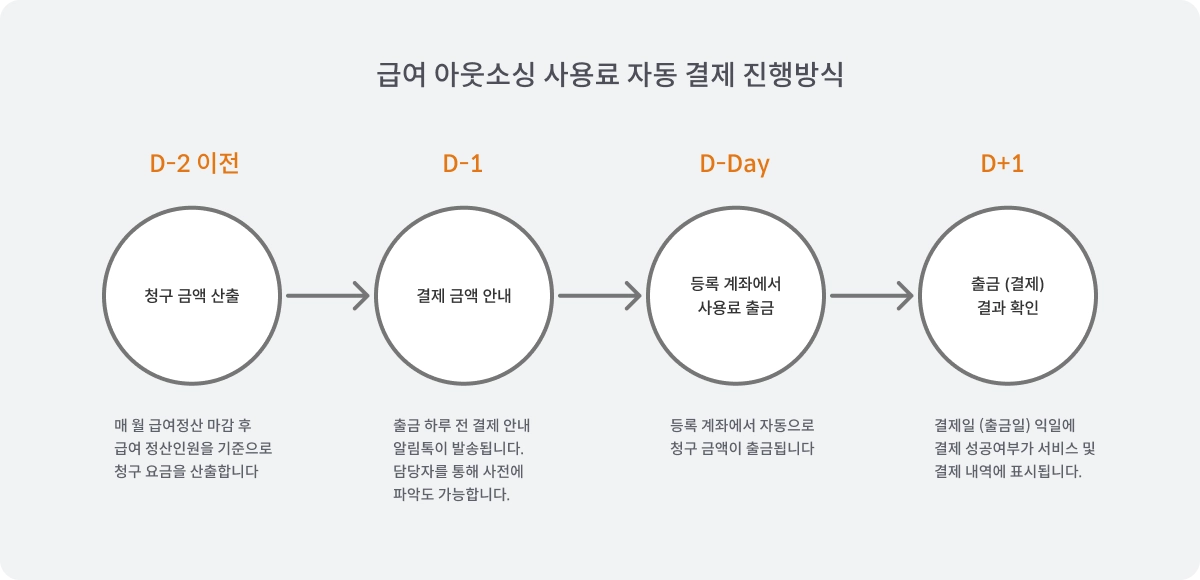 급여 아웃소싱 사용료 자동 결제 진행방식
D-2 이전
D-1
D-Day
D+1
청구 금액 산출
결제 금액 안내
등록 계좌에서
사용료 출금
출금 (결제)
결과 확인
매 월 급여정산 마감 후
급여 정산인원을 기준으로
청구 요금을 산출합니다
출금 하루 전 결제 안내
알림톡이 발송됩니다.
담당자를 통해 사전에
파악도 가능합니다.
등록 계좌에서 자동으로
청구 금액이 출금됩니다
결제일 (출금일) 익일에
결제 성공여부가 서비스 및
결제 내역에 표시됩니다.